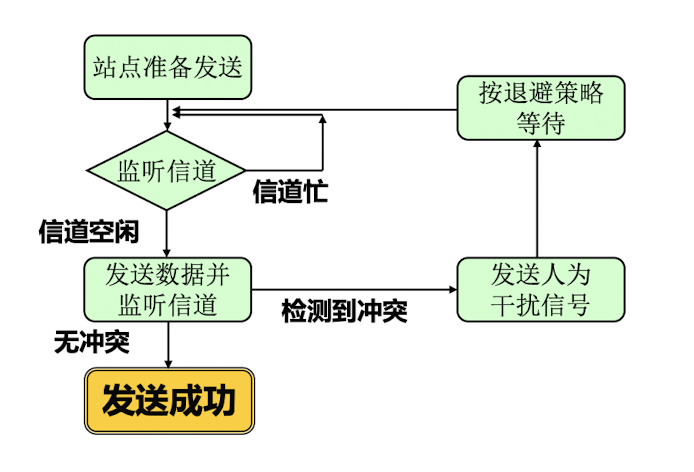 站点准备发送
按退避策略
等待
监听信道
信道忙
信道空闲
发送数据并
监听信道
发送人为
干扰信号
检测到冲突
无冲突
发送成功